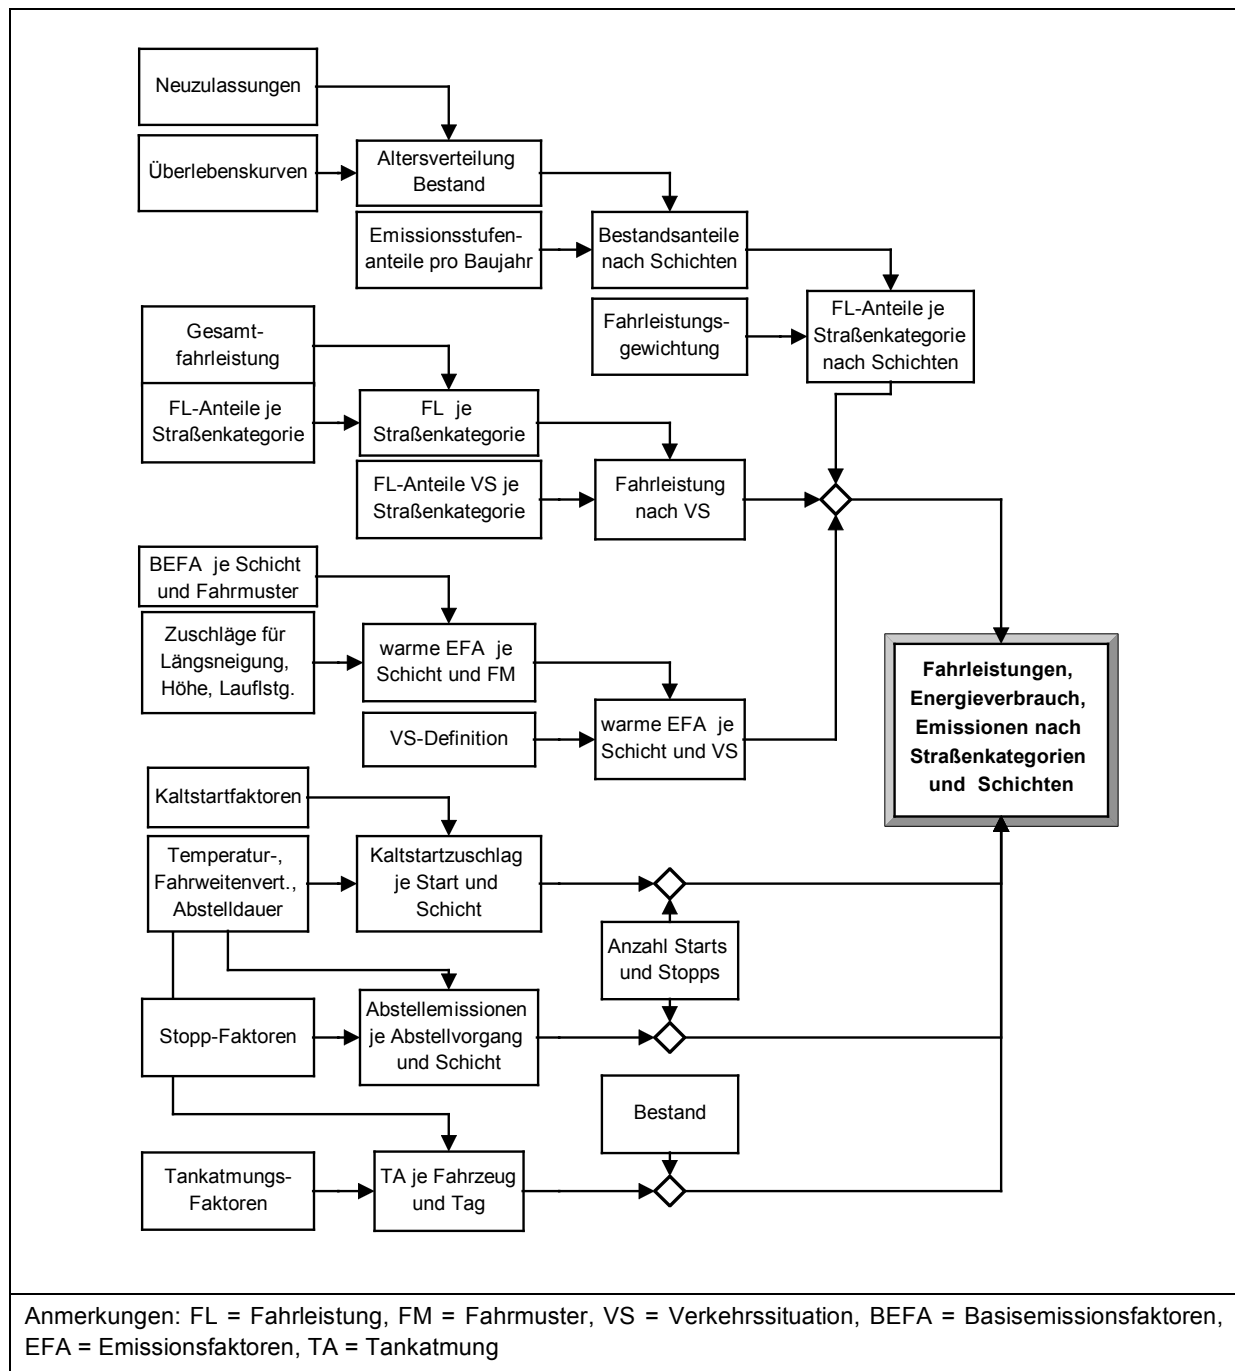 Neuzulassungen
Überlebenskurven
Altersverteilung
Bestand
Emissionsstufen-
anteile pro Baujahr
Bestandsanteile
nach Schichten
Fahrleistungs-
gewichtung
FL-Anteile je
Straßenkategorie
nach Schichten
Gesamt-
fahrleistung
FL-Anteile je
Straßenkategorie
FL je
Straßenkategorie
FL-Anteile VS je
Straßenkategorie
Fahrleistung
nach VS
BEFA je Schicht
und Fahrmuster
Zuschläge für
Längsneigung,
Höhe, Lauflstg.
warme EFA je
Schicht und FM
VS-Definition
warme EFA je
Schicht und VS
Fahrleistungen,
Energieverbrauch,
Emissionen nach
Straßenkategorien
und Schichten
Kaltstartfaktoren
Temperatur-,
Fahrweitenvert.,
Abstelldauer
Kaltstartzuschlag
je Start und
Schicht
Anzahl Starts
und Stopps
Stopp-Faktoren
Abstellemissionen
je Abstellvorgang
und Schicht
Bestand
Tankatmungs-
Faktoren
TA je Fahrzeug
und Tag
Anmerkungen: FL = Fahrleistung, FM = Fahrmuster, VS = Verkehrssituation, BEFA = Basisemissionsfaktoren,
EFA = Emissionsfaktoren, TA = Tankatmung